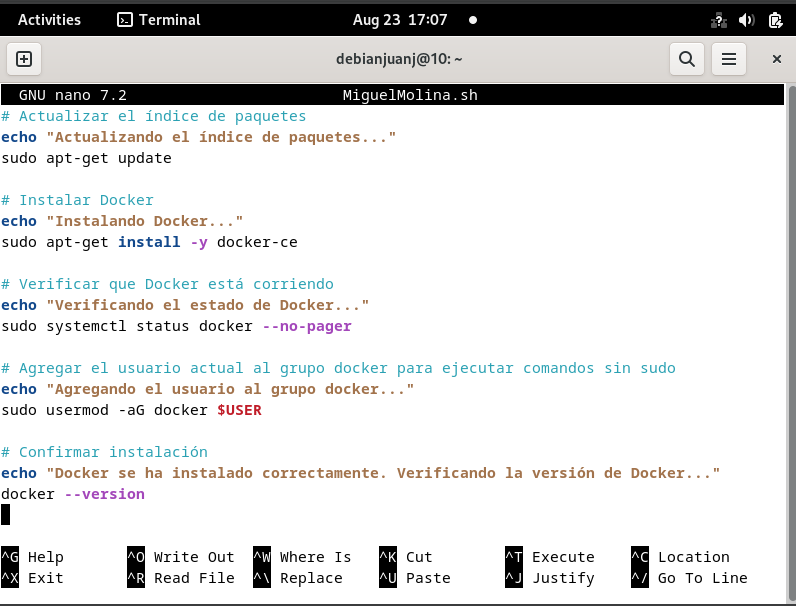 Activities Terminal Aug 23 17:07
debianjuanj@10: ~
GNU nano 7.2 MiguelMolina.sh
# Actualizar el índice de paquetes
echo "Actualizando el índice de paquetes..."
sudo apt-get update
# Instalar Docker
echo "Instalando Docker..."
sudo apt-get install -y docker-ce
# Verificar que Docker está corriendo
echo "Verificando el estado de Docker..."
sudo systemctl status docker --no-pager
# Agregar el usuario actual al grupo docker para ejecutar comandos sin sudo
echo "Agregando el usuario al grupo docker..."
sudo usermod -aG docker $USER
# Confirmar instalación
echo "Docker se ha instalado correctamente. Verificando la versión de Docker..."
docker --version
^G Help ^O Write Out ^W Where Is ^K Cut ^T Execute ^C Location
^X Exit ^R Read File ^\ Replace ^U Paste ^J Justify ^/ Go To Line